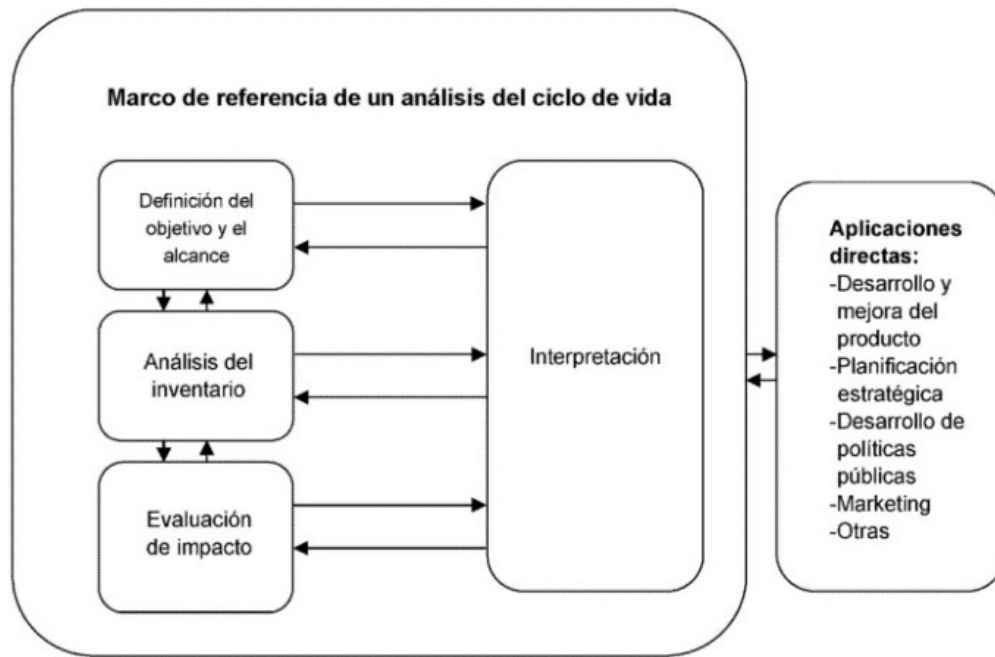 Marco de referencia de un análisis del ciclo de vida
Definición del
objetivo y el
alcance
Análisis del
inventario
Evaluación
de impacto
Interpretación
Aplicaciones
directas:
-Desarrollo y
mejora del
producto
-Planificación
estratégica
-Desarrollo de
políticas
públicas
-Marketing
-Otras